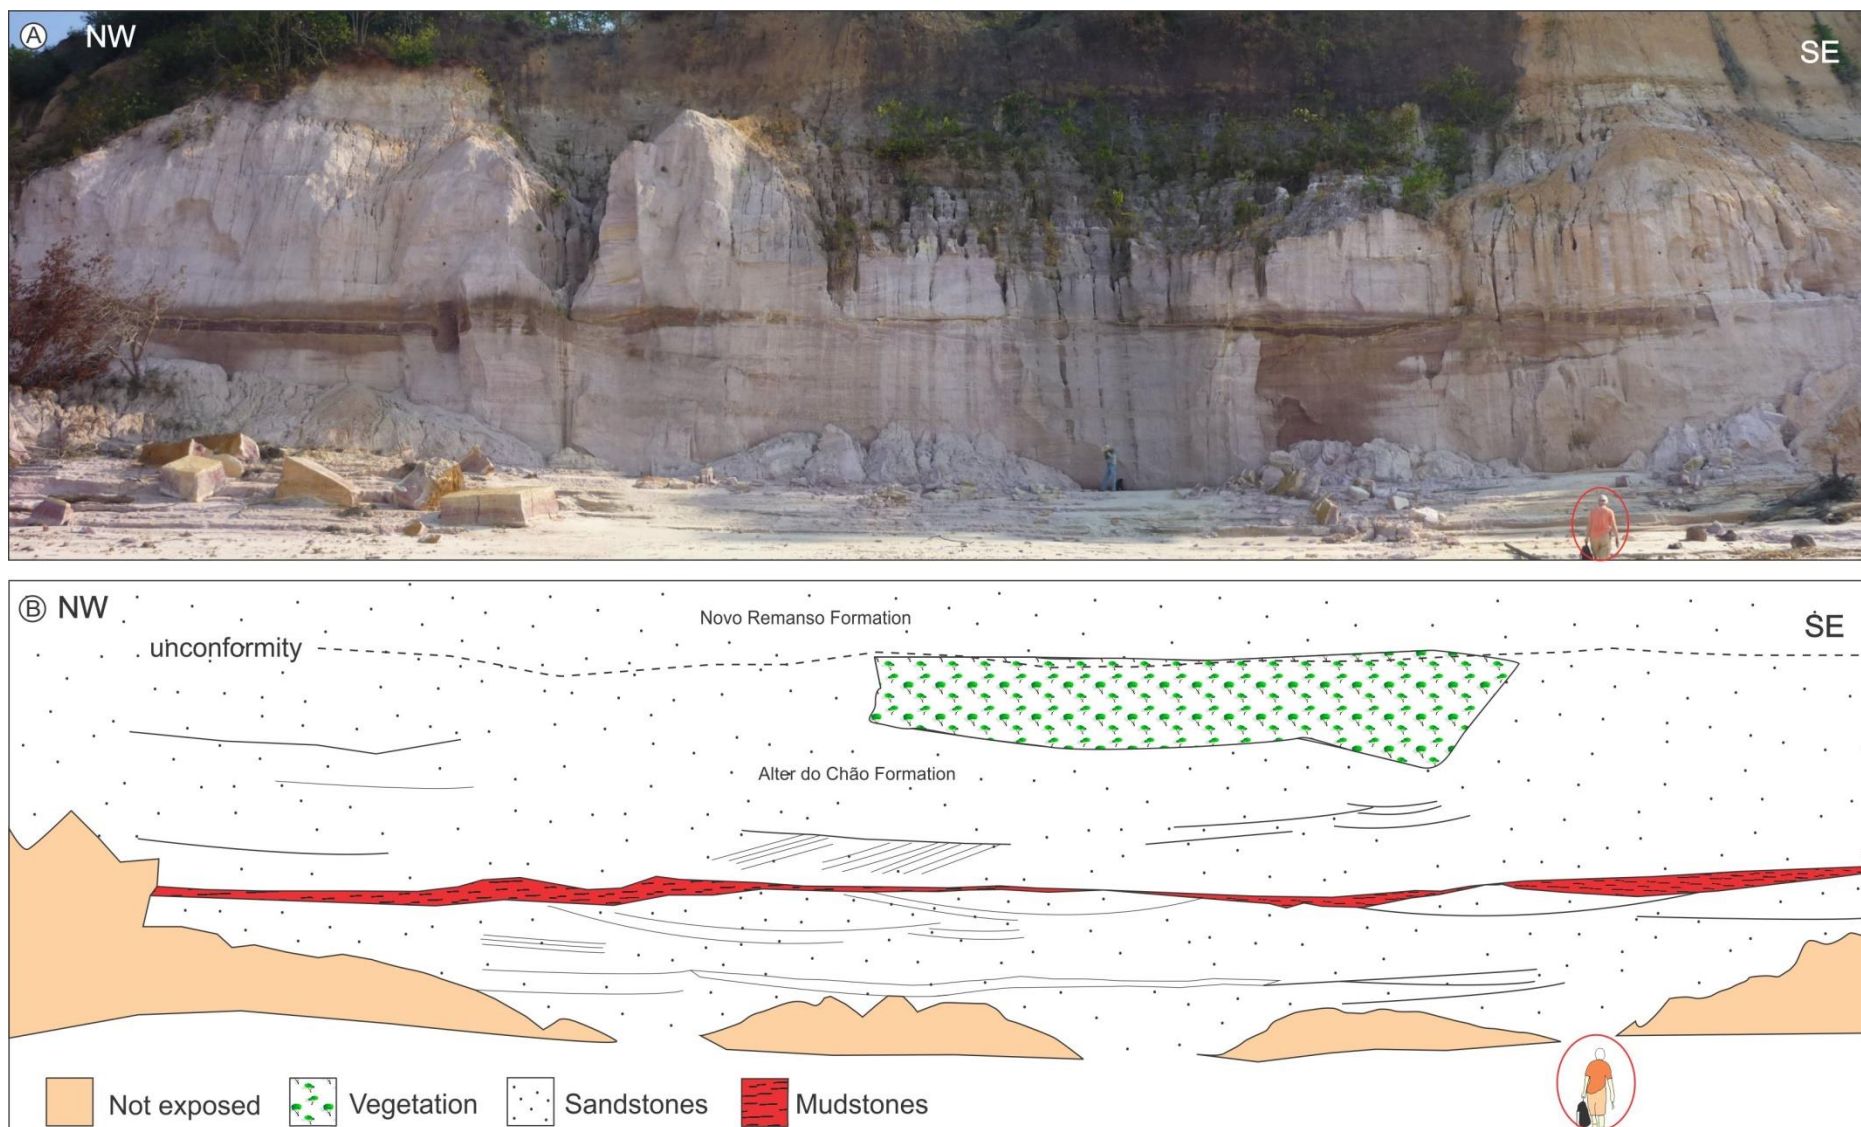 A NW
SE
B NW
Novo Remanso Formation
SE
unconformity
Alter do Chão Formation
Not exposed
Vegetation
Sandstones
Mudstones